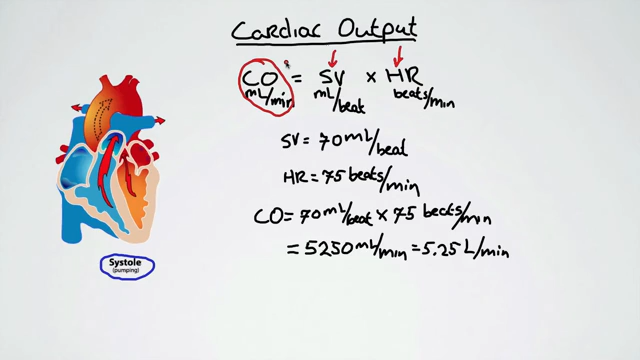 Cardiac Output
CO = SV × HR
mL/min mL/beat beats/min
SV = 70mL/beat
HR = 75 beats/min
CO = 70mL/beat × 75 beats/min
= 5250 mL/min = 5.25 L/min
Systole
(pumping)